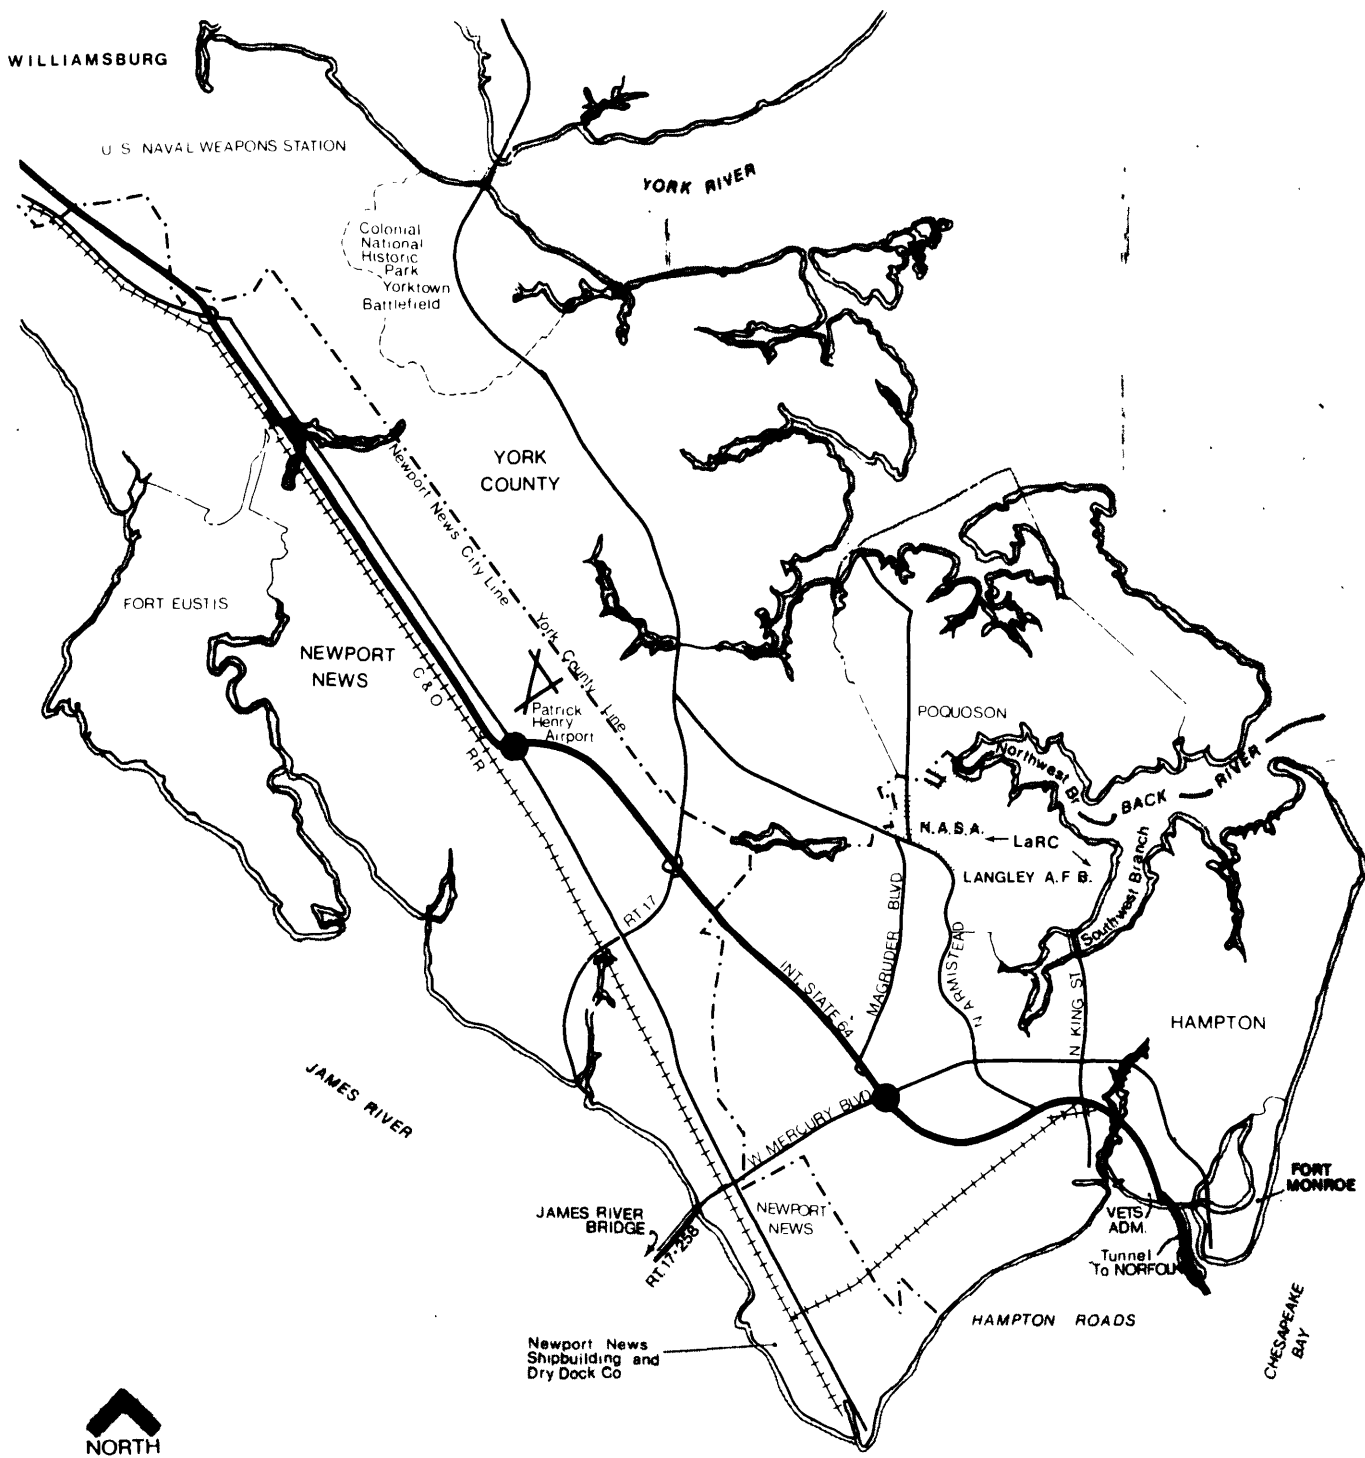 WILLIAMSBURG
U S NAVAL WEAPONS STATION
YORK RIVER
Colonial
National
Historic
Park
Yorktown
Battlefield
YORK
COUNTY
Newport News City Line
York County Line
FORT EUSTIS
NEWPORT
NEWS
C & O RR
Patrick
Henry
Airport
POQUOSON
Northwest Br
BACK RIVER
N.A.S.A.
LaRC
LANGLEY A.F B.
Southwest Branch
RT 17
MAGRUDER BLVD
N ARMISTEAD
INT. STATE 64
N KING ST
HAMPTON
JAMES RIVER
W MERCURY BLVD
FORT
MONROE
JAMES RIVER
BRIDGE
RT. 17-258
NEWPORT
NEWS
VETS
ADM.
Tunnel
To NORFOLK
HAMPTON ROADS
CHESAPEAKE
BAY
Newport News
Shipbuilding and
Dry Dock Co
NORTH